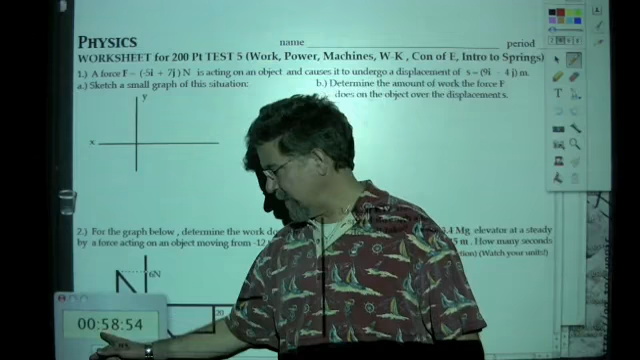 PHYSICS name period
WORKSHEET for 200 Pt TEST 5 (Work, Power, Machines, W-K , Con of E, Intro to Springs)
1.) A force F = (-5i + 7j) N is acting on an object and causes it to undergo a displacement of s = (9i - 4 j) m.
a.) Sketch a small graph of this situation:
b.) Determine the amount of work the force F
does on the object over the displacement s.
y
x
2.) For the graph below , determine the work
by a force acting on an object moving from -12
3.4 Mg elevator at a steady
m. How many seconds
(Watch your units!)
6N
20
00:58:54
T